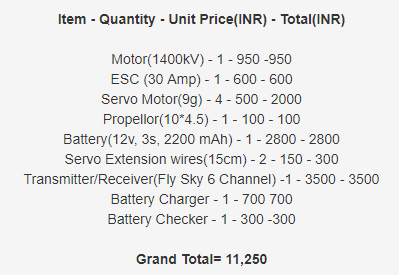 Item - Quantity - Unit Price(INR) - Total(INR)
Motor(1400kV) - 1 - 950 -950
ESC (30 Amp) - 1 - 600 - 600
Servo Motor(9g) - 4 - 500 - 2000
Propellor(10*4.5) - 1 - 100 - 100
Battery(12v, 3s, 2200 mAh) - 1 - 2800 - 2800
Servo Extension wires(15cm) - 2 - 150 - 300
Transmitter/Receiver(Fly Sky 6 Channel) -1 - 3500 - 3500
Battery Charger - 1 - 700 700
Battery Checker - 1 - 300 -300
Grand Total= 11,250